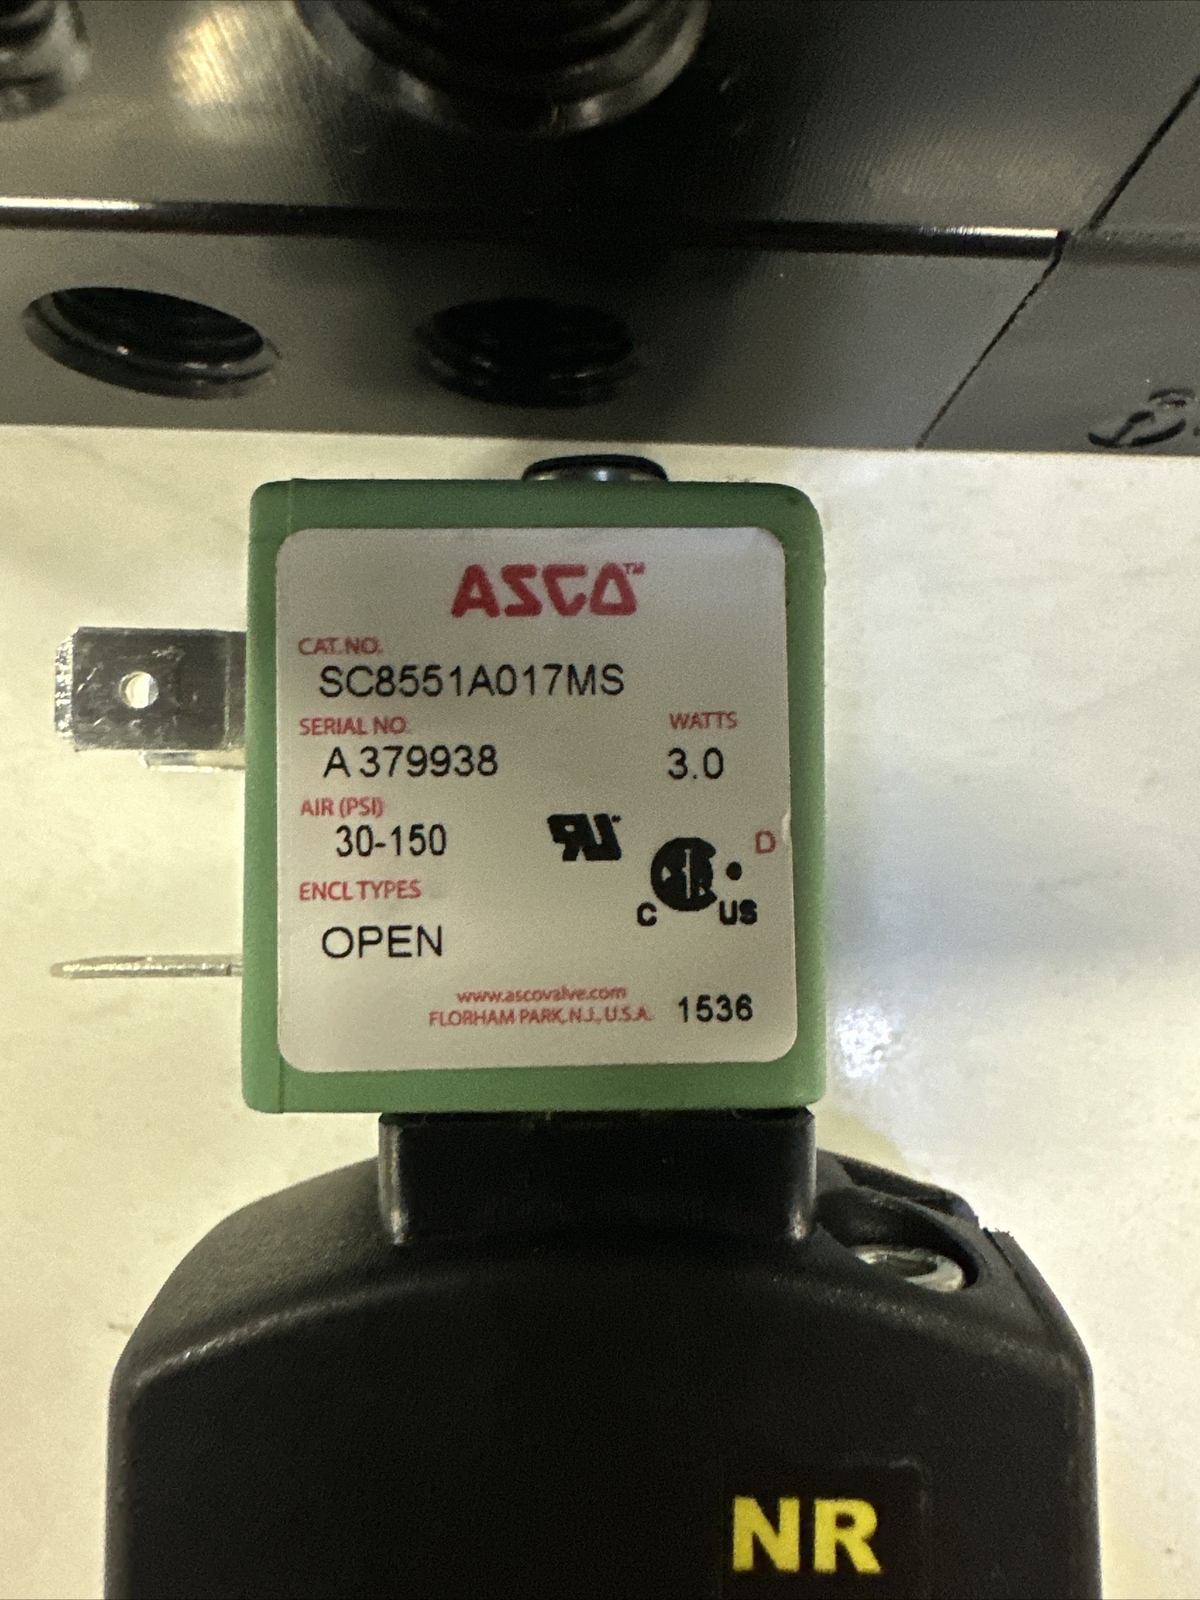 ASCO™
CAT. NO.
SC8551A017MS
SERIAL NO. WATTS
A 379938 3.0
AIR (PSI)
30-150
D
ENCL TYPES
C US
OPEN
www.ascovalve.com
FLORHAM PARK, N.J., U.S.A. 1536
NR